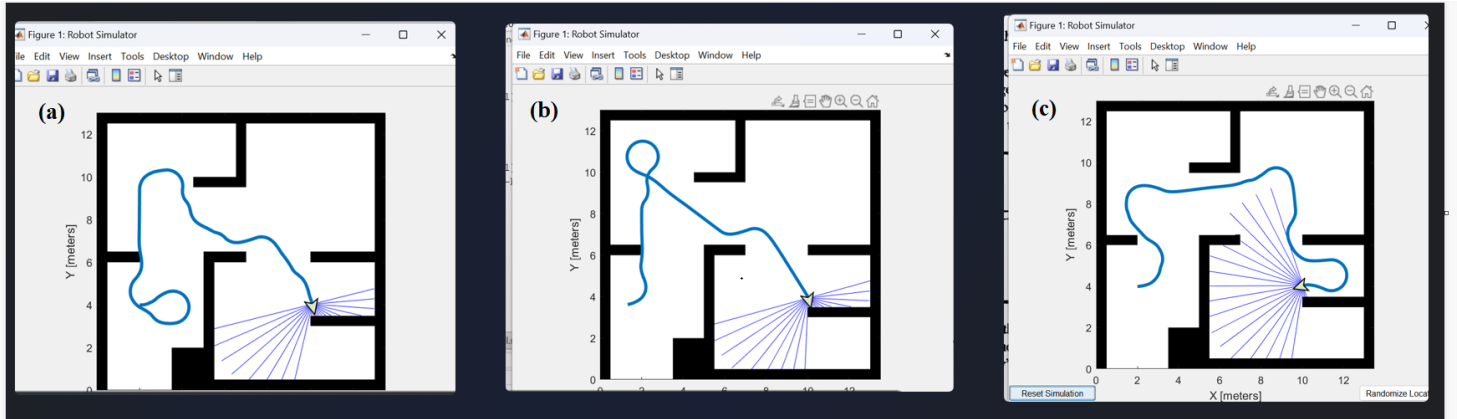 Figure 1: Robot Simulator
ile Edit View Insert Tools Desktop Window Help
(a)
12
10
8
6
4
2
0
Y [meters]
Figure 1: Robot Simulator
File Edit View Insert Tools Desktop Window Help
(b)
12
10
8
6
4
2
0
Y [meters]
0 2 4 6 8 10 12
Figure 1: Robot Simulator
File Edit View Insert Tools Desktop Window Help
(c)
12
10
8
6
4
2
0
Y [meters]
0 2 4 6 8 10 12
X [meters]
Reset Simulation
Randomize Locat